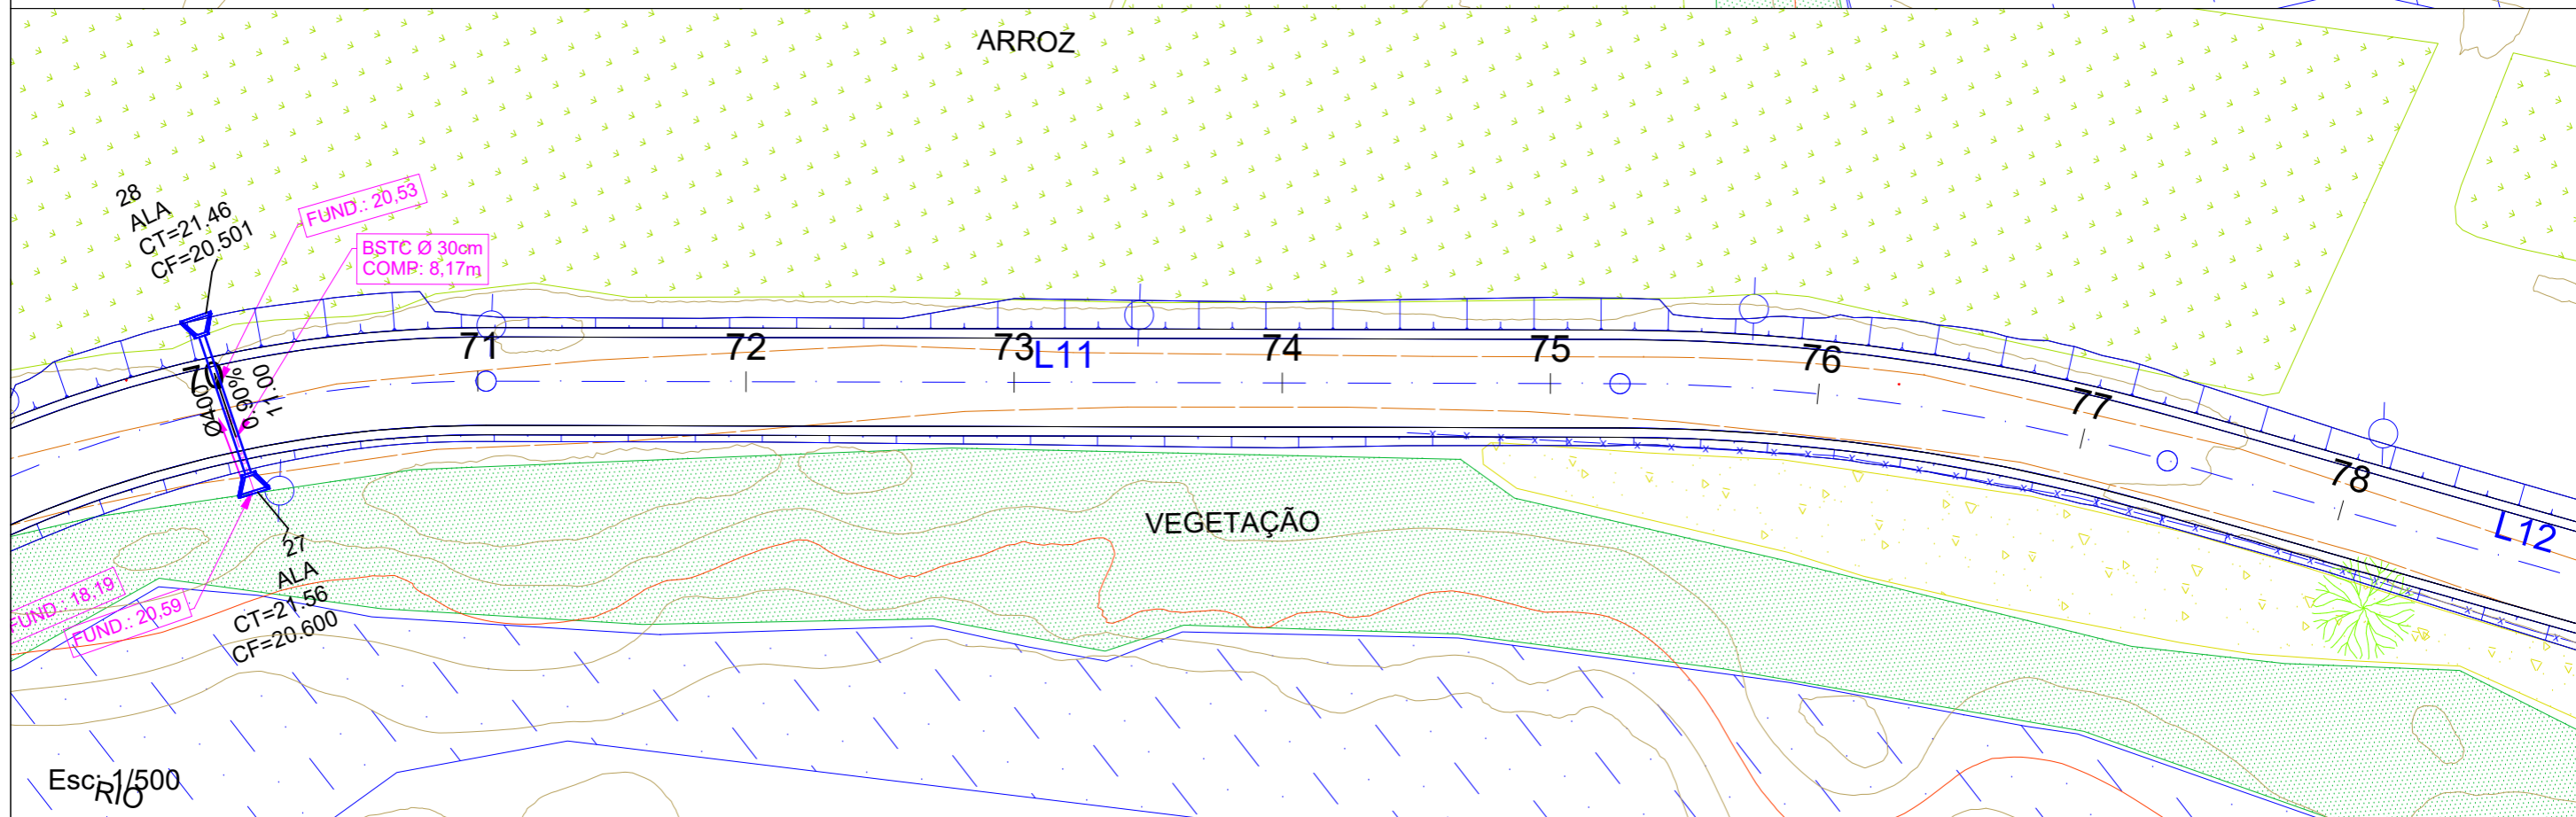 ARROZ
28
ALA
CT=21.46
CF=20.501
FUND.: 20,53
BSTC Ø 30cm
COMP: 8,17m
70
71
72
73
L11
74
75
76
77
78
L12
Ø400
0.90%
11.00
VEGETAÇÃO
27
ALA
CT=21.56
CF=20.600
FUND.: 18,19
FUND.: 20,59
Esc: 1/500
RIO